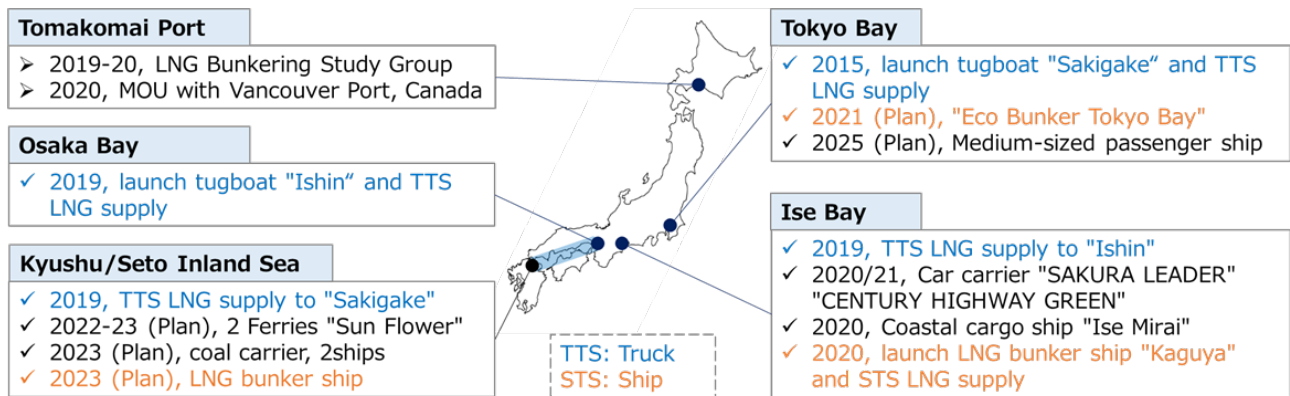 Tomakomai Port
➢ 2019-20, LNG Bunkering Study Group
➢ 2020, MOU with Vancouver Port, Canada
Osaka Bay
✓ 2019, launch tugboat "Ishin“ and TTS
LNG supply
Kyushu/Seto Inland Sea
✓ 2019, TTS LNG supply to "Sakigake"
✓ 2022-23 (Plan), 2 Ferries "Sun Flower"
✓ 2023 (Plan), coal carrier, 2ships
✓ 2023 (Plan), LNG bunker ship
TTS: Truck
STS: Ship
Tokyo Bay
✓ 2015, launch tugboat "Sakigake“ and TTS
LNG supply
✓ 2021 (Plan), "Eco Bunker Tokyo Bay"
✓ 2025 (Plan), Medium-sized passenger ship
Ise Bay
✓ 2019, TTS LNG supply to "Ishin"
✓ 2020/21, Car carrier "SAKURA LEADER"
"CENTURY HIGHWAY GREEN"
✓ 2020, Coastal cargo ship "Ise Mirai"
✓ 2020, launch LNG bunker ship "Kaguya"
and STS LNG supply